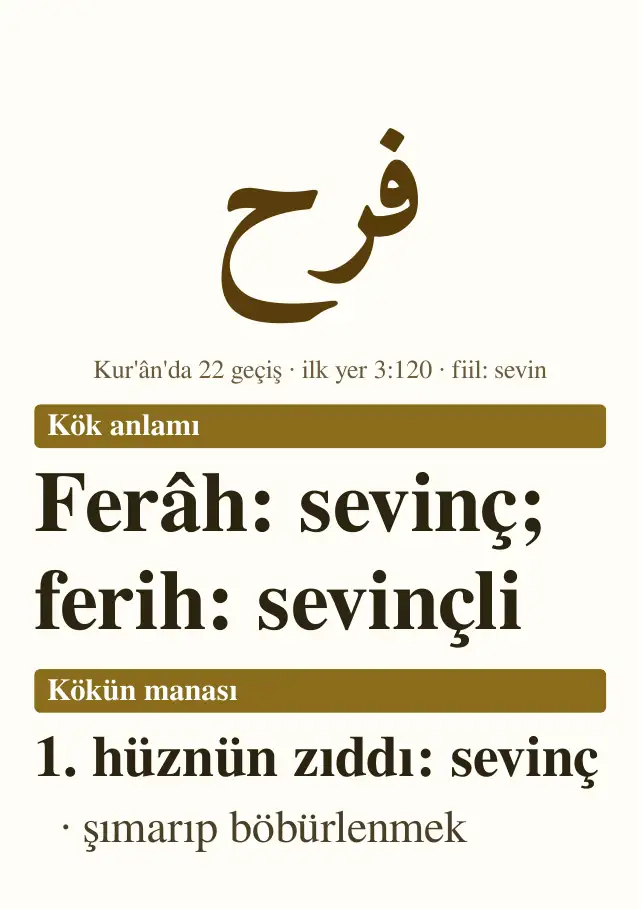 فرح
Kur'ân'da 22 geçiş · ilk yer 3:120 · fiil: sevin
Kök anlamı
Ferâh: sevinç;
ferih: sevinçli
Kökün manası
1. hüznün zıddı: sevinç
· şımarıp böbürlenmek